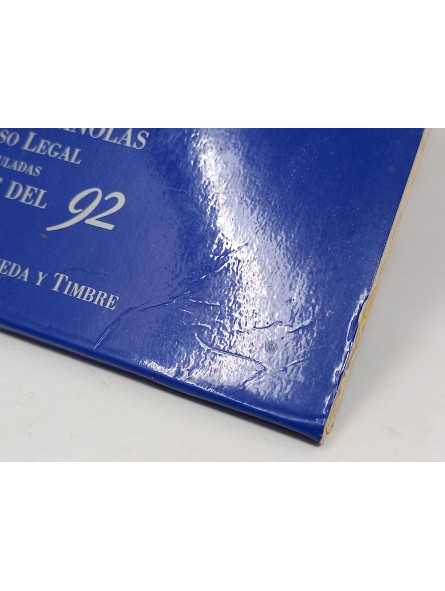 ÑOLAS
SO LEGAL
ULADAS
DEL 92
EDA Y TIMBRE